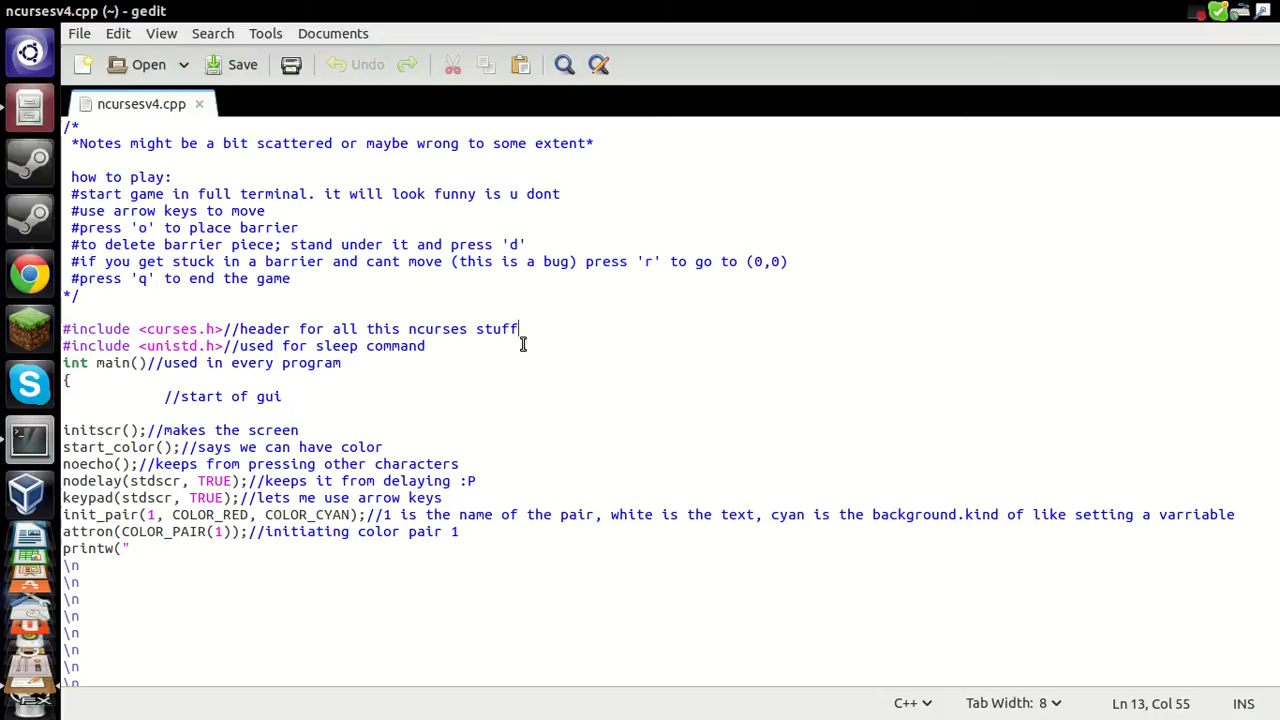 ncursesv4.cpp (~) - gedit
File Edit View Search Tools Documents
Open Save Undo
ncursesv4.cpp
/*
*Notes might be a bit scattered or maybe wrong to some extent*
how to play:
#start game in full terminal. it will look funny is u dont
#use arrow keys to move
#press 'o' to place barrier
#to delete barrier piece; stand under it and press 'd'
#if you get stuck in a barrier and cant move (this is a bug) press 'r' to go to (0,0)
#press 'q' to end the game
*/
#include <curses.h>//header for all this ncurses stuff
#include <unistd.h>//used for sleep command
int main()//used in every program
{
//start of gui
initscr();//makes the screen
start_color();//says we can have color
noecho();//keeps from pressing other characters
nodelay(stdscr, TRUE);//keeps it from delaying :P
keypad(stdscr, TRUE);//lets me use arrow keys
init_pair(1, COLOR_RED, COLOR_CYAN);//1 is the name of the pair, white is the text, cyan is the background.kind of like setting a varriable
attron(COLOR_PAIR(1));//initiating color pair 1
printw("
\n
\n
\n
\n
\n
\n
\n
\n
C++ Tab Width: 8 Ln 13, Col 55 INS